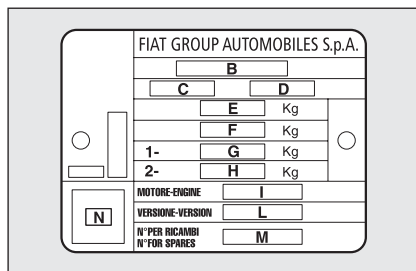 FIAT GROUP AUTOMOBILES S.p.A.
B
C D
E Kg
F Kg
1- G Kg
2- H Kg
MOTORE-ENGINE I
VERSIONE-VERSION L
N°PER RICAMBI
N°FOR SPARES M
N